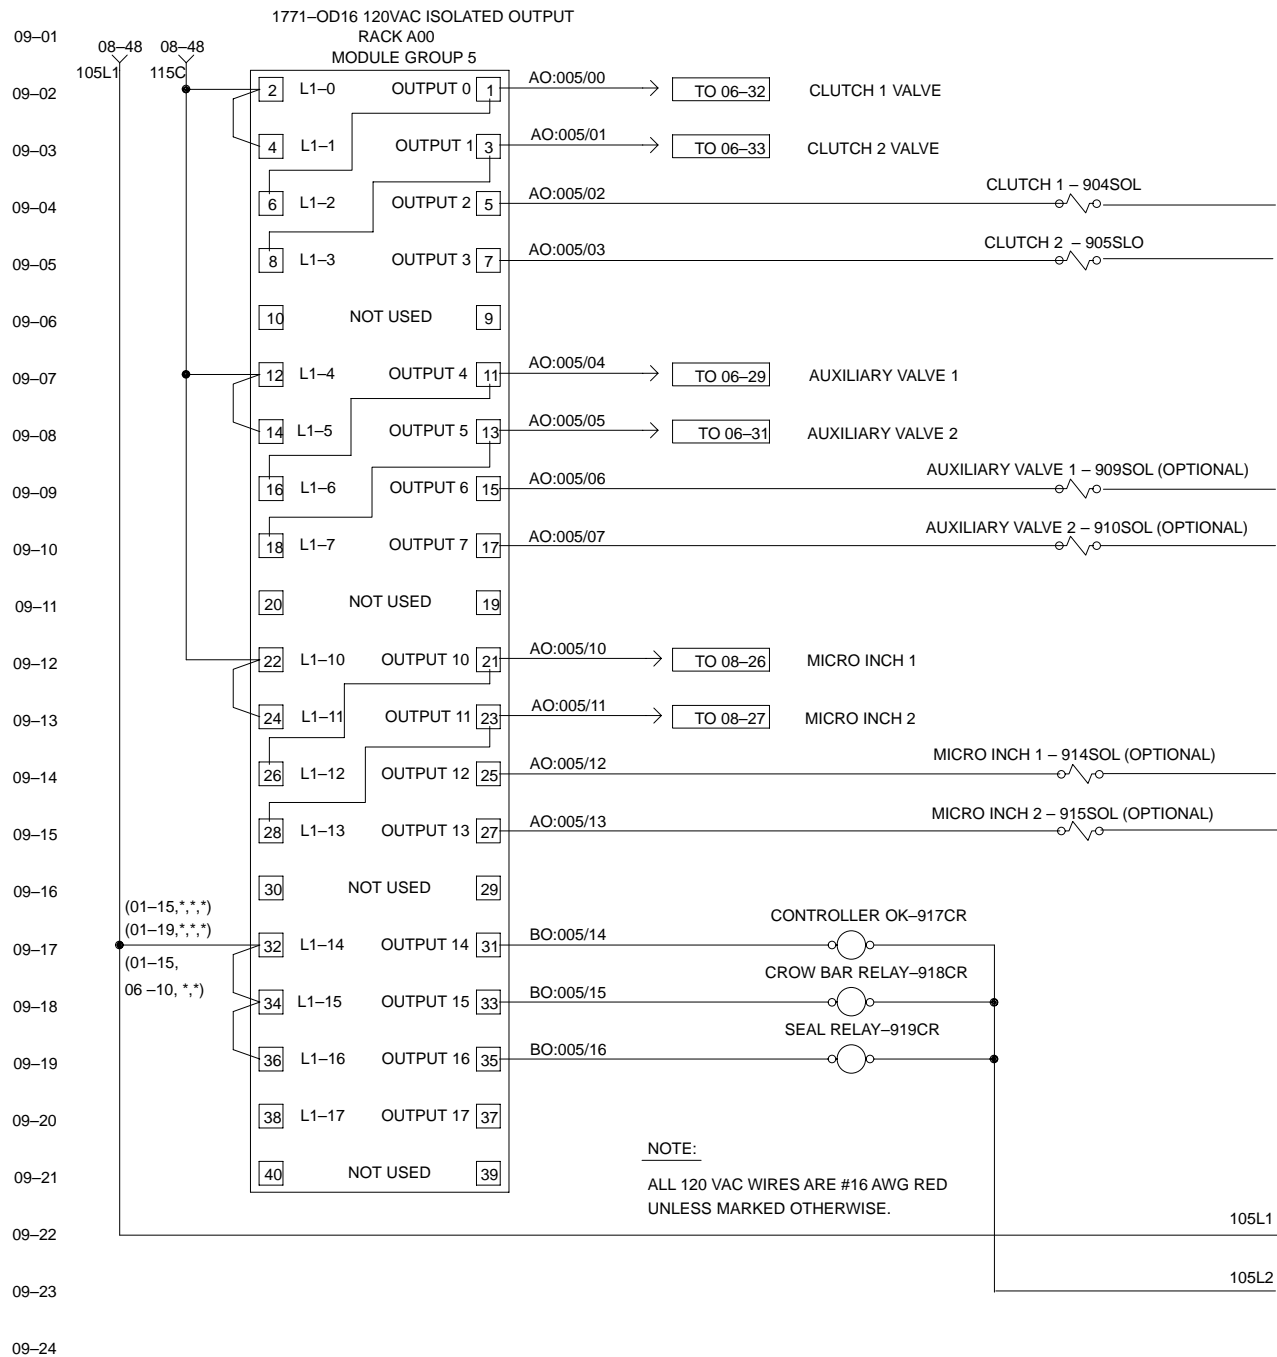 1771–OD16 120VAC ISOLATED OUTPUT
09–01 RACK A00
08–48 08–48 MODULE GROUP 5
105L1 115C
09–02 2 L1–0 OUTPUT 0 1 AO:005/00 TO 06–32 CLUTCH 1 VALVE
09–03 4 L1–1 OUTPUT 1 3 AO:005/01 TO 06–33 CLUTCH 2 VALVE
CLUTCH 1 – 904SOL
09–04 6 L1–2 OUTPUT 2 5 AO:005/02
CLUTCH 2 – 905SLO
09–05 8 L1–3 OUTPUT 3 7 AO:005/03
09–06 10 NOT USED 9
09–07 12 L1–4 OUTPUT 4 11 AO:005/04 TO 06–29 AUXILIARY VALVE 1
09–08 14 L1–5 OUTPUT 5 13 AO:005/05 TO 06–31 AUXILIARY VALVE 2
AUXILIARY VALVE 1 – 909SOL (OPTIONAL)
09–09 16 L1–6 OUTPUT 6 15 AO:005/06
AUXILIARY VALVE 2 – 910SOL (OPTIONAL)
09–10 18 L1–7 OUTPUT 7 17 AO:005/07
09–11 20 NOT USED 19
09–12 22 L1–10 OUTPUT 10 21 AO:005/10 TO 08–26 MICRO INCH 1
09–13 24 L1–11 OUTPUT 11 23 AO:005/11 TO 08–27 MICRO INCH 2
MICRO INCH 1 – 914SOL (OPTIONAL)
09–14 26 L1–12 OUTPUT 12 25 AO:005/12
MICRO INCH 2 – 915SOL (OPTIONAL)
09–15 28 L1–13 OUTPUT 13 27 AO:005/13
09–16 30 NOT USED 29
(01–15,*,*,*)
CONTROLLER OK–917CR
(01–19,*,*,*)
09–17 32 L1–14 OUTPUT 14 31 BO:005/14
(01–15,
CROW BAR RELAY–918CR
06 –10, *,*)
09–18 34 L1–15 OUTPUT 15 33 BO:005/15
SEAL RELAY–919CR
09–19 36 L1–16 OUTPUT 16 35 BO:005/16
09–20 38 L1–17 OUTPUT 17 37
NOTE:
09–21 40 NOT USED 39
ALL 120 VAC WIRES ARE #16 AWG RED
UNLESS MARKED OTHERWISE.
09–22 105L1
09–23 105L2
09–24